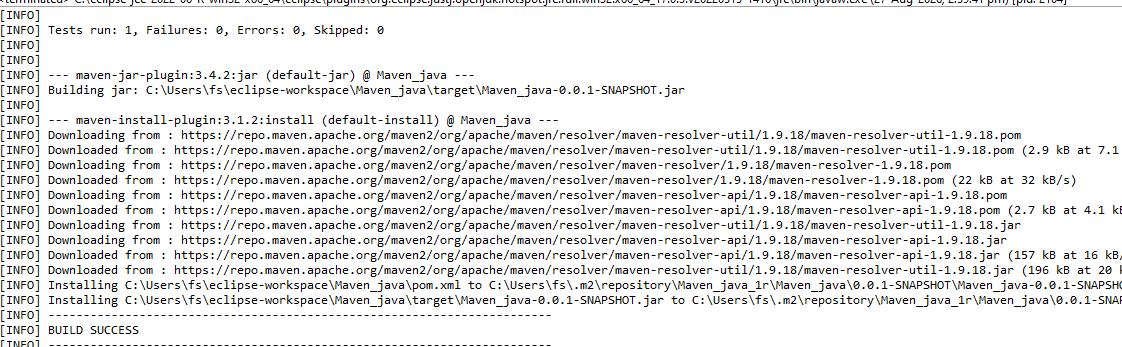 [INFO]
[INFO] Tests run: 1, Failures: 0, Errors: 0, Skipped: 0
[INFO]
[INFO]
[INFO] --- maven-jar-plugin:3.4.2:jar (default-jar) @ Maven_java ---
[INFO] Building jar: C:\Users\fs\eclipse-workspace\Maven_java\target\Maven_java-0.0.1-SNAPSHOT.jar
[INFO]
[INFO] --- maven-install-plugin:3.1.2:install (default-install) @ Maven_java ---
[INFO] Downloading from : https://repo.maven.apache.org/maven2/org/apache/maven/resolver/maven-resolver-util/1.9.18/maven-resolver-util-1.9.18.pom
[INFO] Downloaded from : https://repo.maven.apache.org/maven2/org/apache/maven/resolver/maven-resolver-util/1.9.18/maven-resolver-util-1.9.18.pom (2.9 kB at 7.1
[INFO] Downloading from : https://repo.maven.apache.org/maven2/org/apache/maven/resolver/maven-resolver/1.9.18/maven-resolver-1.9.18.pom
[INFO] Downloaded from : https://repo.maven.apache.org/maven2/org/apache/maven/resolver/maven-resolver/1.9.18/maven-resolver-1.9.18.pom (22 kB at 32 kB/s)
[INFO] Downloading from : https://repo.maven.apache.org/maven2/org/apache/maven/resolver/maven-resolver-api/1.9.18/maven-resolver-api-1.9.18.pom
[INFO] Downloaded from : https://repo.maven.apache.org/maven2/org/apache/maven/resolver/maven-resolver-api/1.9.18/maven-resolver-api-1.9.18.pom (2.7 kB at 4.1 k
[INFO] Downloading from : https://repo.maven.apache.org/maven2/org/apache/maven/resolver/maven-resolver-util/1.9.18/maven-resolver-util-1.9.18.jar
[INFO] Downloading from : https://repo.maven.apache.org/maven2/org/apache/maven/resolver/maven-resolver-api/1.9.18/maven-resolver-api-1.9.18.jar
[INFO] Downloaded from : https://repo.maven.apache.org/maven2/org/apache/maven/resolver/maven-resolver-api/1.9.18/maven-resolver-api-1.9.18.jar (157 kB at 16 kB/
[INFO] Downloaded from : https://repo.maven.apache.org/maven2/org/apache/maven/resolver/maven-resolver-util/1.9.18/maven-resolver-util-1.9.18.jar (196 kB at 20 k
[INFO] Installing C:\Users\fs\eclipse-workspace\Maven_java\pom.xml to C:\Users\fs\.m2\repository\Maven_java_1r\Maven_java\0.0.1-SNAPSHOT\Maven_java-0.0.1-SNAPSH
[INFO] Installing C:\Users\fs\eclipse-workspace\Maven_java\target\Maven_java-0.0.1-SNAPSHOT.jar to C:\Users\fs\.m2\repository\Maven_java_1r\Maven_java\0.0.1-SNA
[INFO] ------------------------------------------------------------------------
[INFO] BUILD SUCCESS
[INFO] ------------------------------------------------------------------------